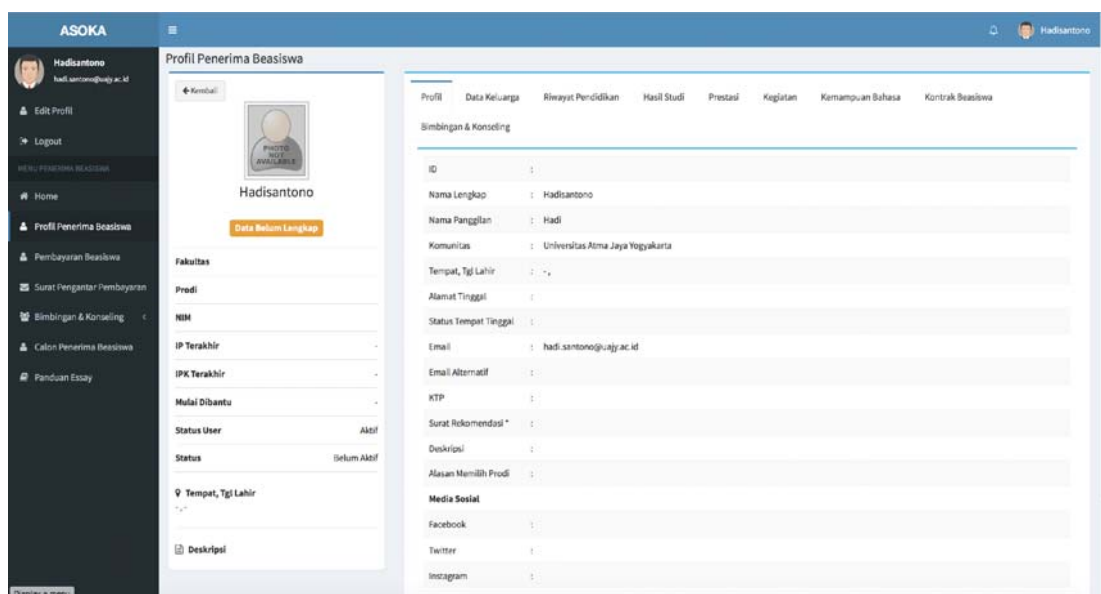 ASOKA
Hadisantono
Hadisantono
hadi.santono@uajy.ac.id
Edit Profil
Logout
MENU PENERIMA BEASISWA
Home
Profil Penerima Beasiswa
Pembayaran Beasiswa
Surat Pengantar Pembayaran
Bimbingan & Konseling
Calon Penerima Beasiswa
Panduan Essay
Profil Penerima Beasiswa
Kembali
PHOTO
NOT
AVAILABLE
Hadisantono
Data Belum Lengkap
Fakultas
Prodi
NIM
IP Terakhir -
IPK Terakhir -
Mulai Dibantu -
Status User Aktif
Status Belum Aktif
Tempat, Tgl Lahir
- , -
Deskripsi
Profil Data Keluarga Riwayat Pendidikan Hasil Studi Prestasi Kegiatan Kemampuan Bahasa Kontrak Beasiswa
Bimbingan & Konseling
ID :
Nama Lengkap : Hadisantono
Nama Panggilan : Hadi
Komunitas : Universitas Atma Jaya Yogyakarta
Tempat, Tgl Lahir : - ,
Alamat Tinggal :
Status Tempat Tinggal :
Email : hadi.santono@uajy.ac.id
Email Alternatif :
KTP :
Surat Rekomendasi * :
Deskripsi :
Alasan Memilih Prodi :
Media Sosial
Facebook :
Twitter :
Instagram :
Display a menu